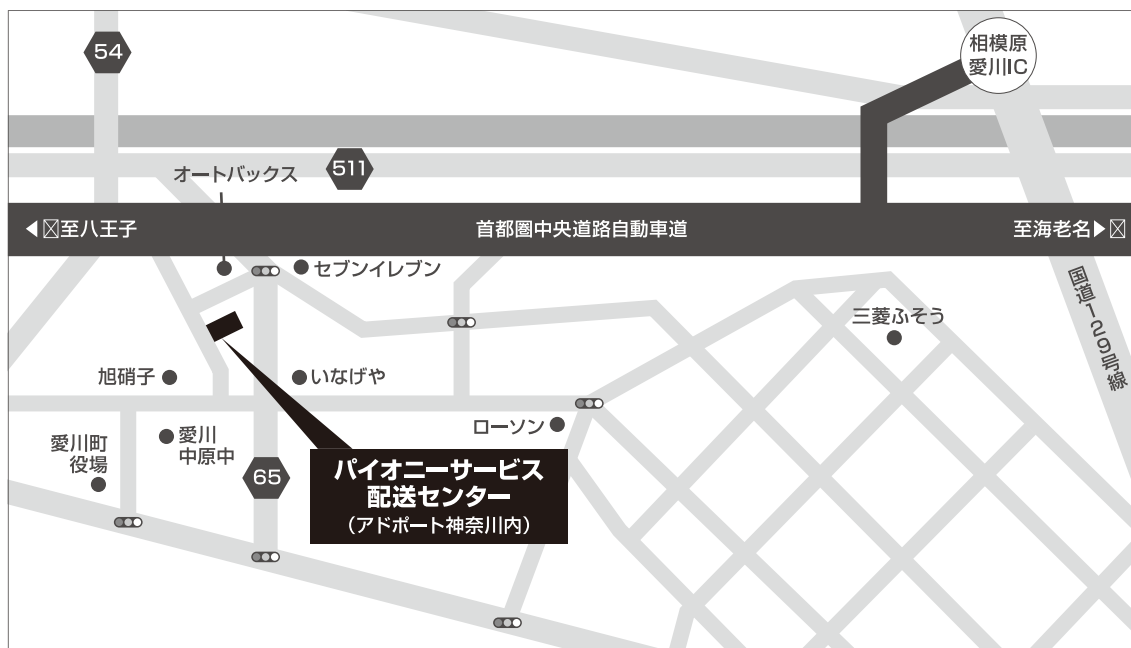 54
相模原
愛川IC
オートバックス
511
◀☒至八王子
首都圏中央道路自動車道
至海老名▶☒
セブンイレブン
国道129号線
三菱ふそう
旭硝子
いなげや
ローソン
愛川町
役場
愛川
中原中
65
パイオニーサービス
配送センター
（アドポート神奈川内）